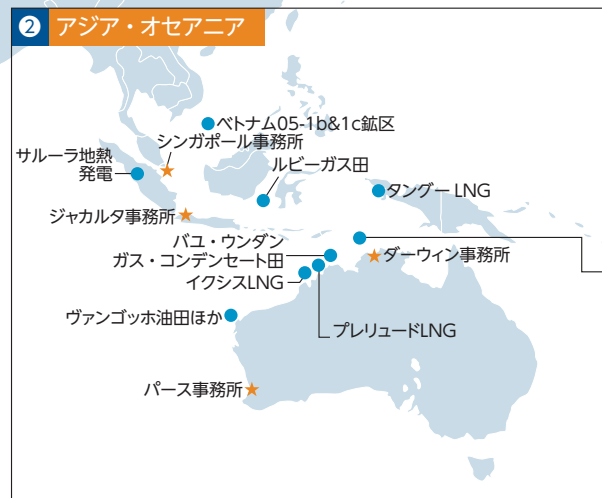 ❷ アジア・オセアニア
ベトナム05-1b&1c鉱区
シンガポール事務所
サルーラ地熱
発電
ルビーガス田
タングー LNG
ジャカルタ事務所
バユ・ウンダン
ガス・コンデンセート田
ダーウィン事務所
イクシスLNG
ヴァンゴッホ油田ほか
プレリュードLNG
パース事務所